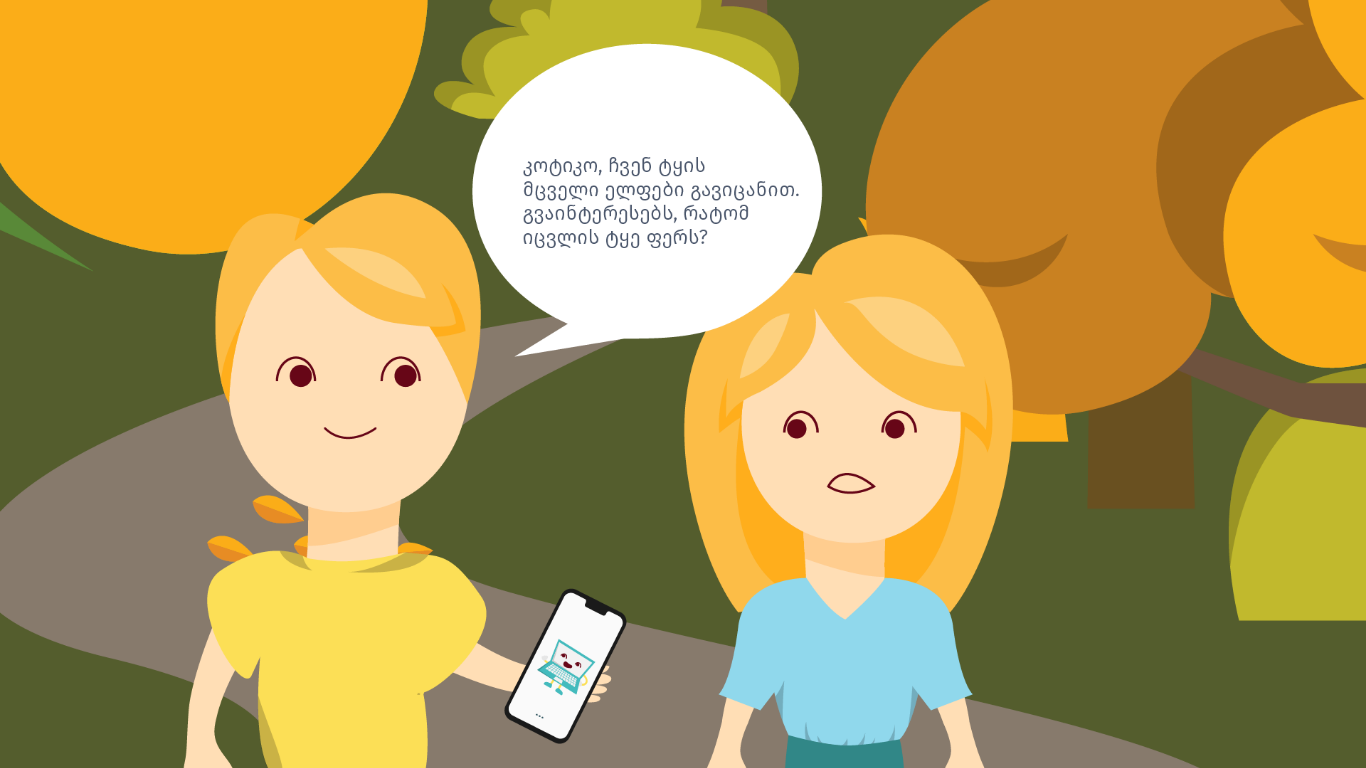 კოტიკო, ჩვენ ტყის
მცველი ელფები გავიცანით.
გვაინტერესებს, რატომ
იცვლის ტყე ფერს?